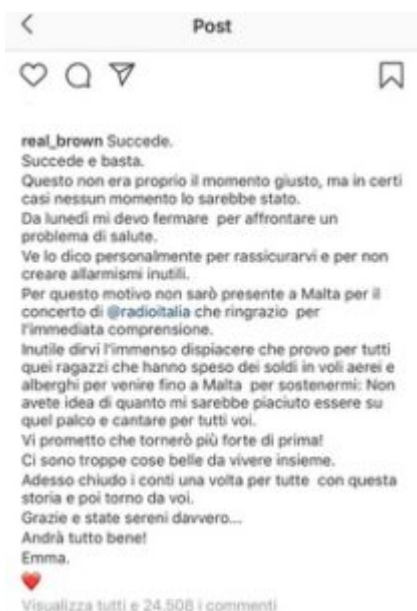 Post
real_brown Succede.
Succede e basta.
Questo non era proprio il momento giusto, ma in certi
casi nessun momento lo sarebbe stato.
Da lunedì mi devo fermare per affrontare un
problema di salute.
Ve lo dico personalmente per rassicurarvi e per non
creare allarmismi inutili.
Per questo motivo non sarò presente a Malta per il
concerto di @radioitalia che ringrazio per
l'immediata comprensione.
Inutile dirvi l'immenso dispiacere che provo per tutti
quei ragazzi che hanno speso dei soldi in voli aerei e
alberghi per venire fino a Malta per sostenermi: Non
avete idea di quanto mi sarebbe piaciuto essere su
quel palco e cantare per tutti voi.
Vi prometto che tornerò più forte di prima!
Ci sono troppe cose belle da vivere insieme.
Adesso chiudo i conti una volta per tutte con questa
storia e poi torno da voi.
Grazie e state sereni davvero...
Andrà tutto bene!
Emma.
Visualizza tutti e 24.508 i commenti